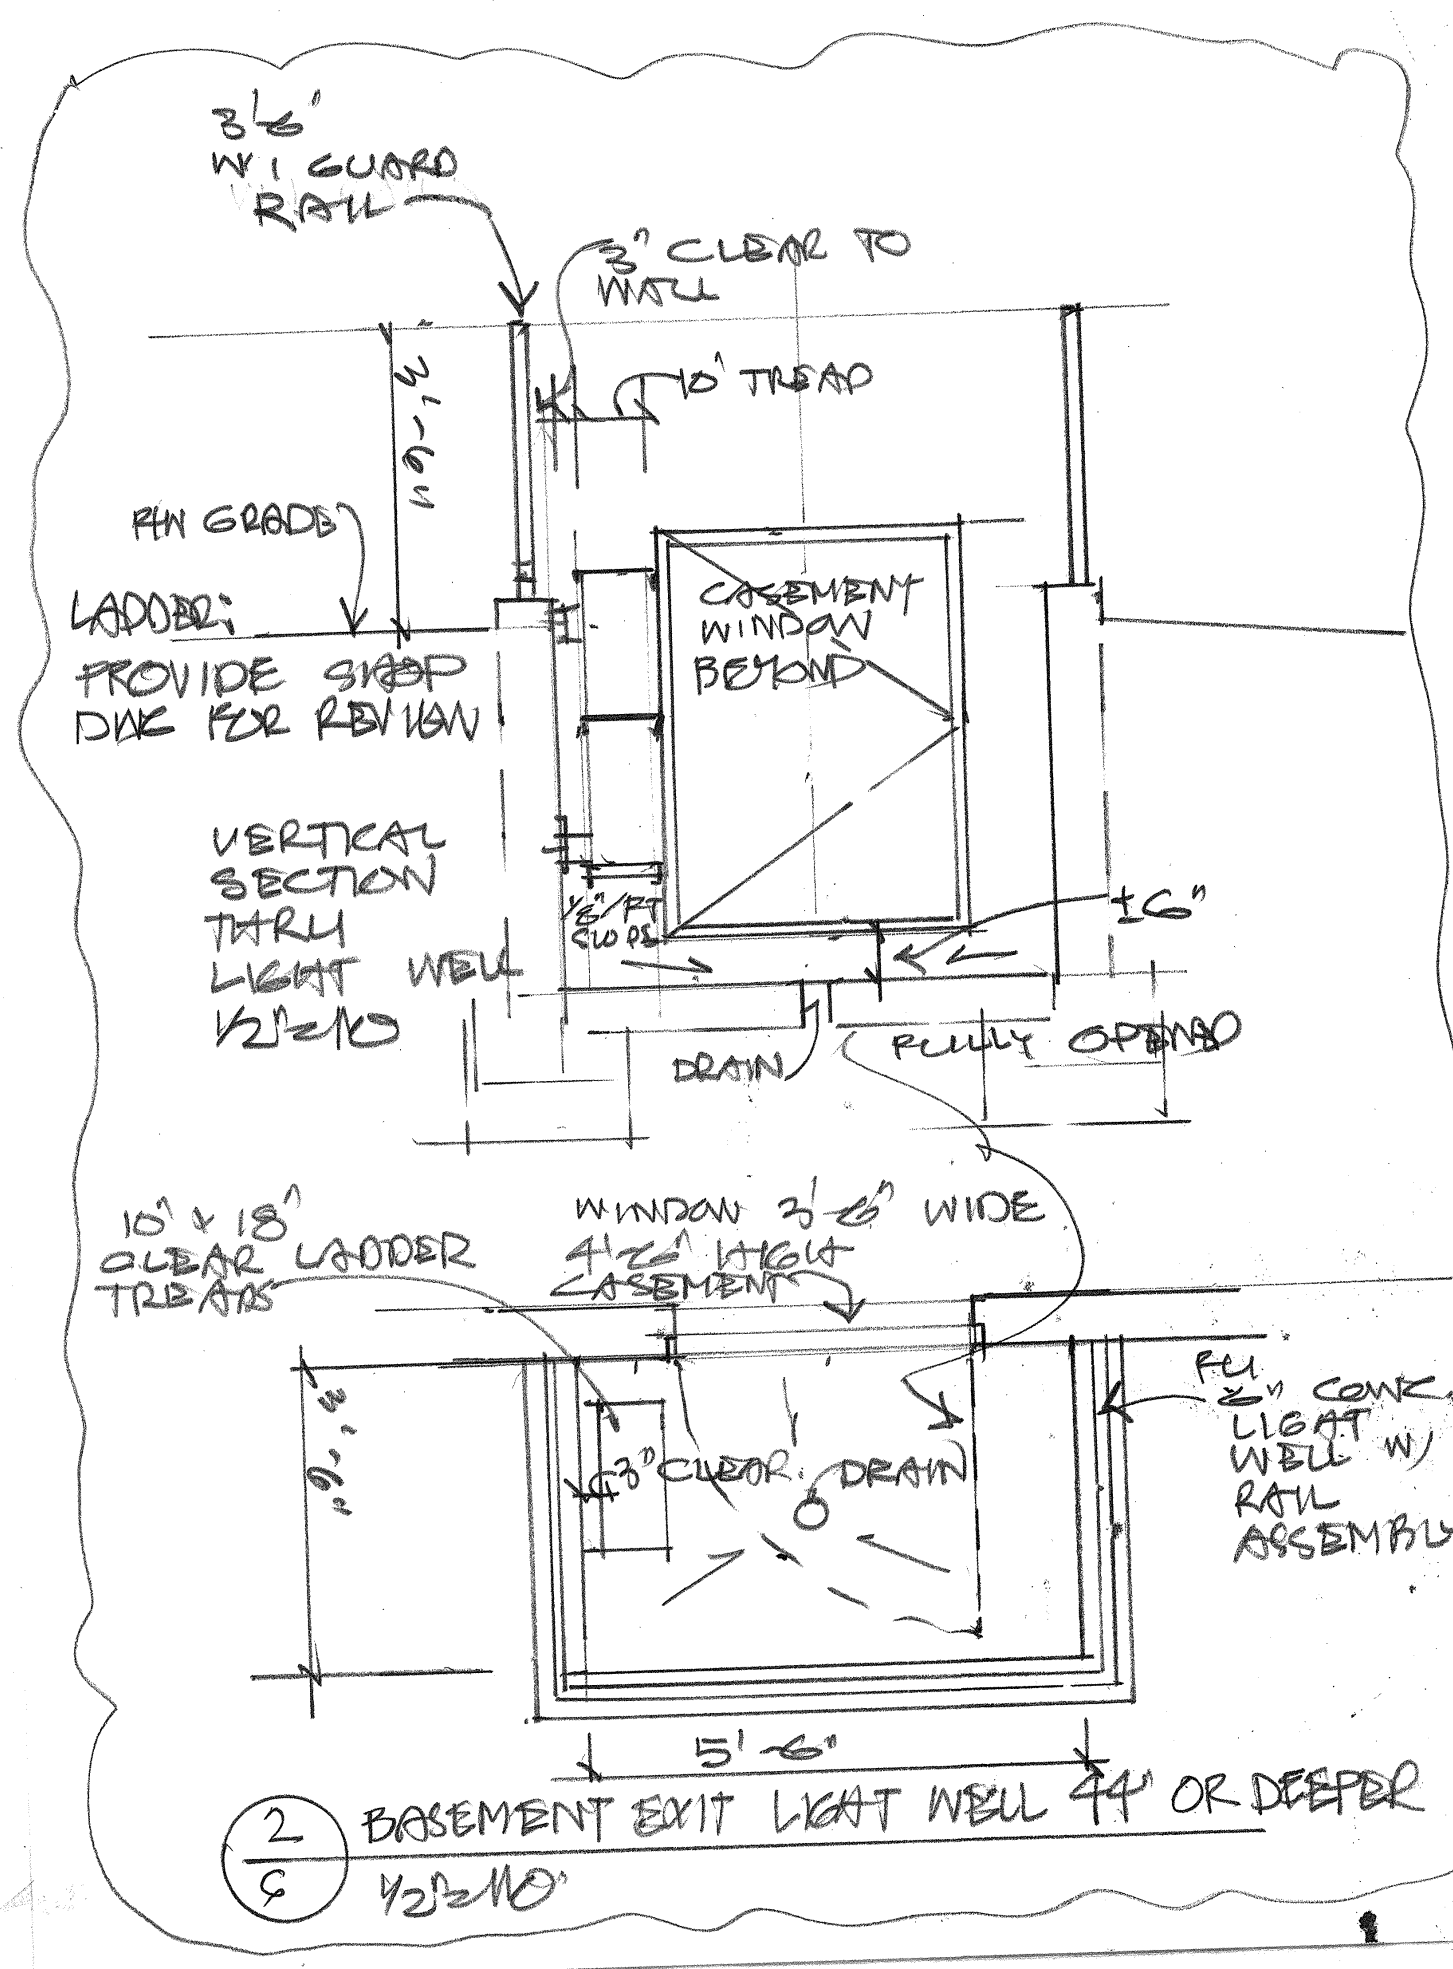 3'-6"
W I GUARD
RAIL
3" CLEAR TO
WALL
10" TREAD
3'-6"
FIN GRADE
LADDER:
PROVIDE SHOP
DWG FOR REVIEW
CASEMENT
WINDOW
BEYOND
VERTICAL
SECTION
THRU
LIGHT WELL
1/2"=1'0
1/8"/FT
SLOPE
±6"
DRAIN
FULLY OPENED
10" x 18"
CLEAR LADDER
TREADS
WINDOW 3'-6" WIDE
4'-6" HIGH
CASEMENT
3'-6"
3" CLEAR.
DRAIN
6" CONC.
LIGHT
WELL W/
RAIL
ASSEMBLY
5'-6"
2
6
BASEMENT EXIT LIGHT WELL 44" OR DEEPER
1/2"=1'0"